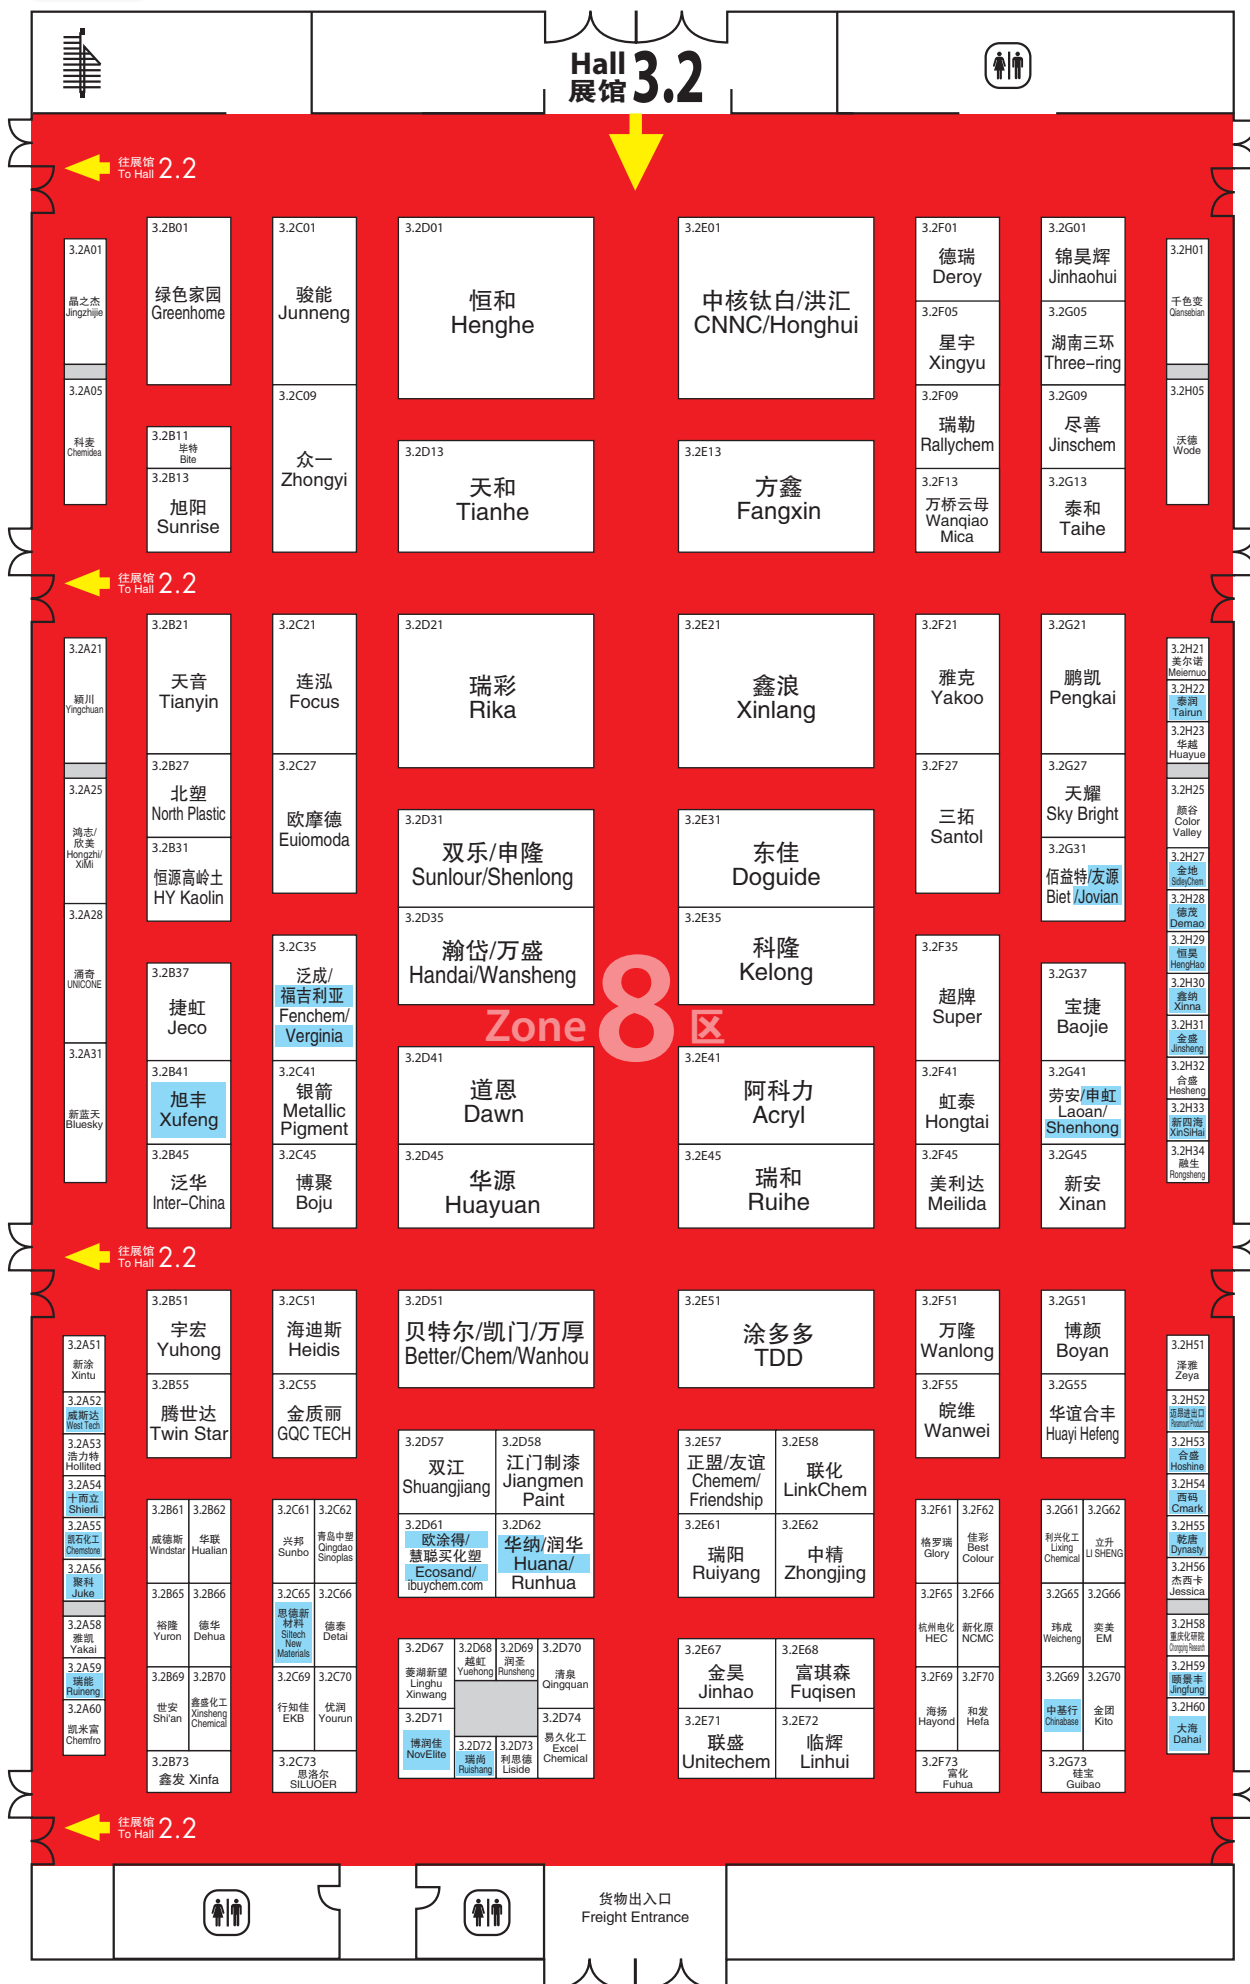 Hall
展馆 3.2
往展馆
To Hall 2.2
3.2A01
晶之杰
Jingzhijie
3.2A05
科麦
Chemidea
3.2B01
绿色家园
Greenhome
3.2B11
毕特
Bite
3.2B13
旭阳
Sunrise
3.2C01
骏能
Junneng
3.2C09
众一
Zhongyi
3.2D01
恒和
Henghe
3.2D13
天和
Tianhe
3.2E01
中核钛白/洪汇
CNNC/Honghui
3.2E13
方鑫
Fangxin
3.2F01
德瑞
Deroy
3.2F05
星宇
Xingyu
3.2F09
瑞勒
Rallychem
3.2F13
万桥云母
Wanqiao
Mica
3.2G01
锦昊辉
Jinhaohui
3.2G05
湖南三环
Three-ring
3.2G09
尽善
Jinschem
3.2G13
泰和
Taihe
3.2H01
千色变
Qiansebian
3.2H05
沃德
Wode
往展馆
To Hall 2.2
3.2A21
颖川
Yingchuan
3.2A25
鸿志/
欣美
Hongzhi/
XiMi
3.2A28
涌奇
UNICONE
3.2A31
新蓝天
Bluesky
3.2B21
天音
Tianyin
3.2B27
北塑
North Plastic
3.2B31
恒源高岭土
HY Kaolin
3.2B37
捷虹
Jeco
3.2B41
旭丰
Xufeng
3.2B45
泛华
Inter-China
3.2C21
连泓
Focus
3.2C27
欧摩德
Euiomoda
3.2C35
泛成/
福吉利亚
Fenchem/
Verginia
3.2C41
银箭
Metallic
Pigment
3.2C45
博聚
Boju
3.2D21
瑞彩
Rika
3.2D31
双乐/申隆
Sunlour/Shenlong
3.2D35
瀚岱/万盛
Handai/Wansheng
3.2D41
道恩
Dawn
3.2D45
华源
Huayuan
Zone 8 区
3.2E21
鑫浪
Xinlang
3.2E31
东佳
Doguide
3.2E35
科隆
Kelong
3.2E41
阿科力
Acryl
3.2E45
瑞和
Ruihe
3.2F21
雅克
Yakoo
3.2F27
三拓
Santol
3.2F35
超牌
Super
3.2F41
虹泰
Hongtai
3.2F45
美利达
Meilida
3.2G21
鹏凯
Pengkai
3.2G27
天耀
Sky Bright
3.2G31
佰益特/友源
Biet /Jovian
3.2G37
宝捷
Baojie
3.2G41
劳安/申虹
Laoan/
Shenhong
3.2G45
新安
Xinan
3.2H21
美尔诺
Meiernuo
3.2H22
泰润
Tairun
3.2H23
华越
Huayue
3.2H25
颜谷
Color
Valley
3.2H27
金地
SidleyChem
3.2H28
德茂
Demao
3.2H29
恒昊
HengHao
3.2H30
鑫纳
Xinna
3.2H31
金盛
Jinsheng
3.2H32
合盛
Hesheng
3.2H33
新四海
XinSiHai
3.2H34
融生
Rongsheng
往展馆
To Hall 2.2
3.2A51
新涂
Xintu
3.2A52
威斯达
West Tech
3.2A53
浩力特
Hollited
3.2A54
十而立
Shierli
3.2A55
凯石化工
Chemstone
3.2A56
聚科
Juke
3.2A58
雅凯
Yakai
3.2A59
瑞能
Ruineng
3.2A60
凯米富
Chemfro
3.2B51
宇宏
Yuhong
3.2B55
腾世达
Twin Star
3.2B61
威德斯
Windstar
3.2B62
华联
Hualian
3.2B65
裕隆
Yuron
3.2B66
德华
Dehua
3.2B69
世安
Shi'an
3.2B70
鑫盛化工
Xinsheng
Chemical
3.2B73
鑫发 Xinfa
3.2C51
海迪斯
Heidis
3.2C55
金质丽
GQC TECH
3.2C61
兴邦
Sunbo
3.2C62
青岛中塑
Qingdao
Sinoplas
3.2C65
思德新
材料
Siltech
New
Materials
3.2C66
德泰
Detai
3.2C69
行知佳
EKB
3.2C70
优润
Yourun
3.2C73
思洛尔
SILUOER
3.2D51
贝特尔/凯门/万厚
Better/Chem/Wanhou
3.2D57
双江
Shuangjiang
3.2D58
江门制漆
Jiangmen
Paint
3.2D61
欧涂得/
慧聪买化塑
Ecosand/
ibuychem.com
3.2D62
华纳/润华
Huana/
Runhua
3.2D67
菱湖新望
Linghu
Xinwang
3.2D68
越虹
Yuehong
3.2D69
润圣
Runsheng
3.2D70
清泉
Qingquan
3.2D71
博润佳
NovElite
3.2D72
瑞尚
Ruishang
3.2D73
利思德
Liside
3.2D74
易久化工
Excel
Chemical
3.2E51
涂多多
TDD
3.2E57
正盟/友谊
Chemem/
Friendship
3.2E58
联化
LinkChem
3.2E61
瑞阳
Ruiyang
3.2E62
中精
Zhongjing
3.2E67
金昊
Jinhao
3.2E68
富琪森
Fuqisen
3.2E71
联盛
Unitechem
3.2E72
临辉
Linhui
3.2F51
万隆
Wanlong
3.2F55
皖维
Wanwei
3.2F61
格罗瑞
Glory
3.2F62
佳彩
Best
Colour
3.2F65
杭州电化
HEC
3.2F66
新化原
NCMC
3.2F69
海扬
Hayond
3.2F70
和发
Hefa
3.2F73
富化
Fuhua
3.2G51
博颜
Boyan
3.2G55
华谊合丰
Huayi Hefeng
3.2G61
利兴化工
Lixing
Chemical
3.2G62
立升
LI SHENG
3.2G65
玮成
Weicheng
3.2G66
奕美
EM
3.2G69
中基行
Chinabase
3.2G70
金团
Kito
3.2G73
硅宝
Guibao
3.2H51
泽雅
Zeya
3.2H52
迈昂进出口
Paramount Product
3.2H53
合盛
Hoshine
3.2H54
西码
Cmark
3.2H55
乾唐
Dynasty
3.2H56
杰西卡
Jessica
3.2H58
重庆化研院
Chongqing Research
3.2H59
颐景丰
Jingfung
3.2H60
大海
Dahai
往展馆
To Hall 2.2
货物出入口
Freight Entrance